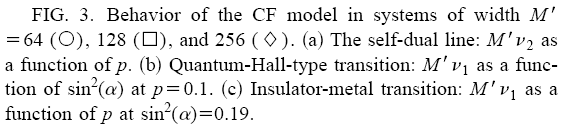 FIG. 3. Behavior of the CF model in systems of width M′
=64 (○), 128 (□), and 256 (◇). (a) The self-dual line: M′ν₂ as
a function of p. (b) Quantum-Hall-type transition: M′ν₁ as a func-
tion of sin²(α) at p=0.1. (c) Insulator-metal transition: M′ν₁ as a
function of p at sin²(α)=0.19.